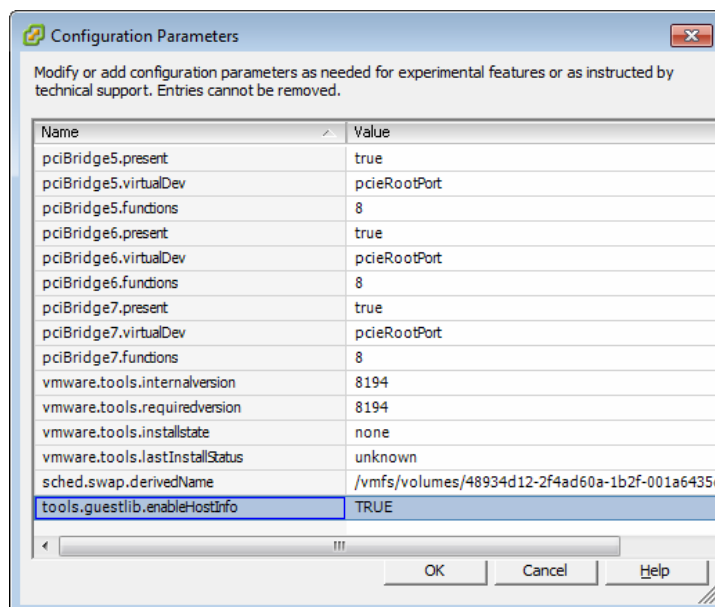 Configuration Parameters
Modify or add configuration parameters as needed for experimental features or as instructed by
technical support. Entries cannot be removed.
Name Value
pciBridge5.present true
pciBridge5.virtualDev pcieRootPort
pciBridge5.functions 8
pciBridge6.present true
pciBridge6.virtualDev pcieRootPort
pciBridge6.functions 8
pciBridge7.present true
pciBridge7.virtualDev pcieRootPort
pciBridge7.functions 8
vmware.tools.internalversion 8194
vmware.tools.requiredversion 8194
vmware.tools.installstate none
vmware.tools.lastInstallStatus unknown
sched.swap.derivedName /vmfs/volumes/48934d12-2f4ad60a-1b2f-001a6435
tools.guestlib.enableHostInfo TRUE
OK Cancel Help